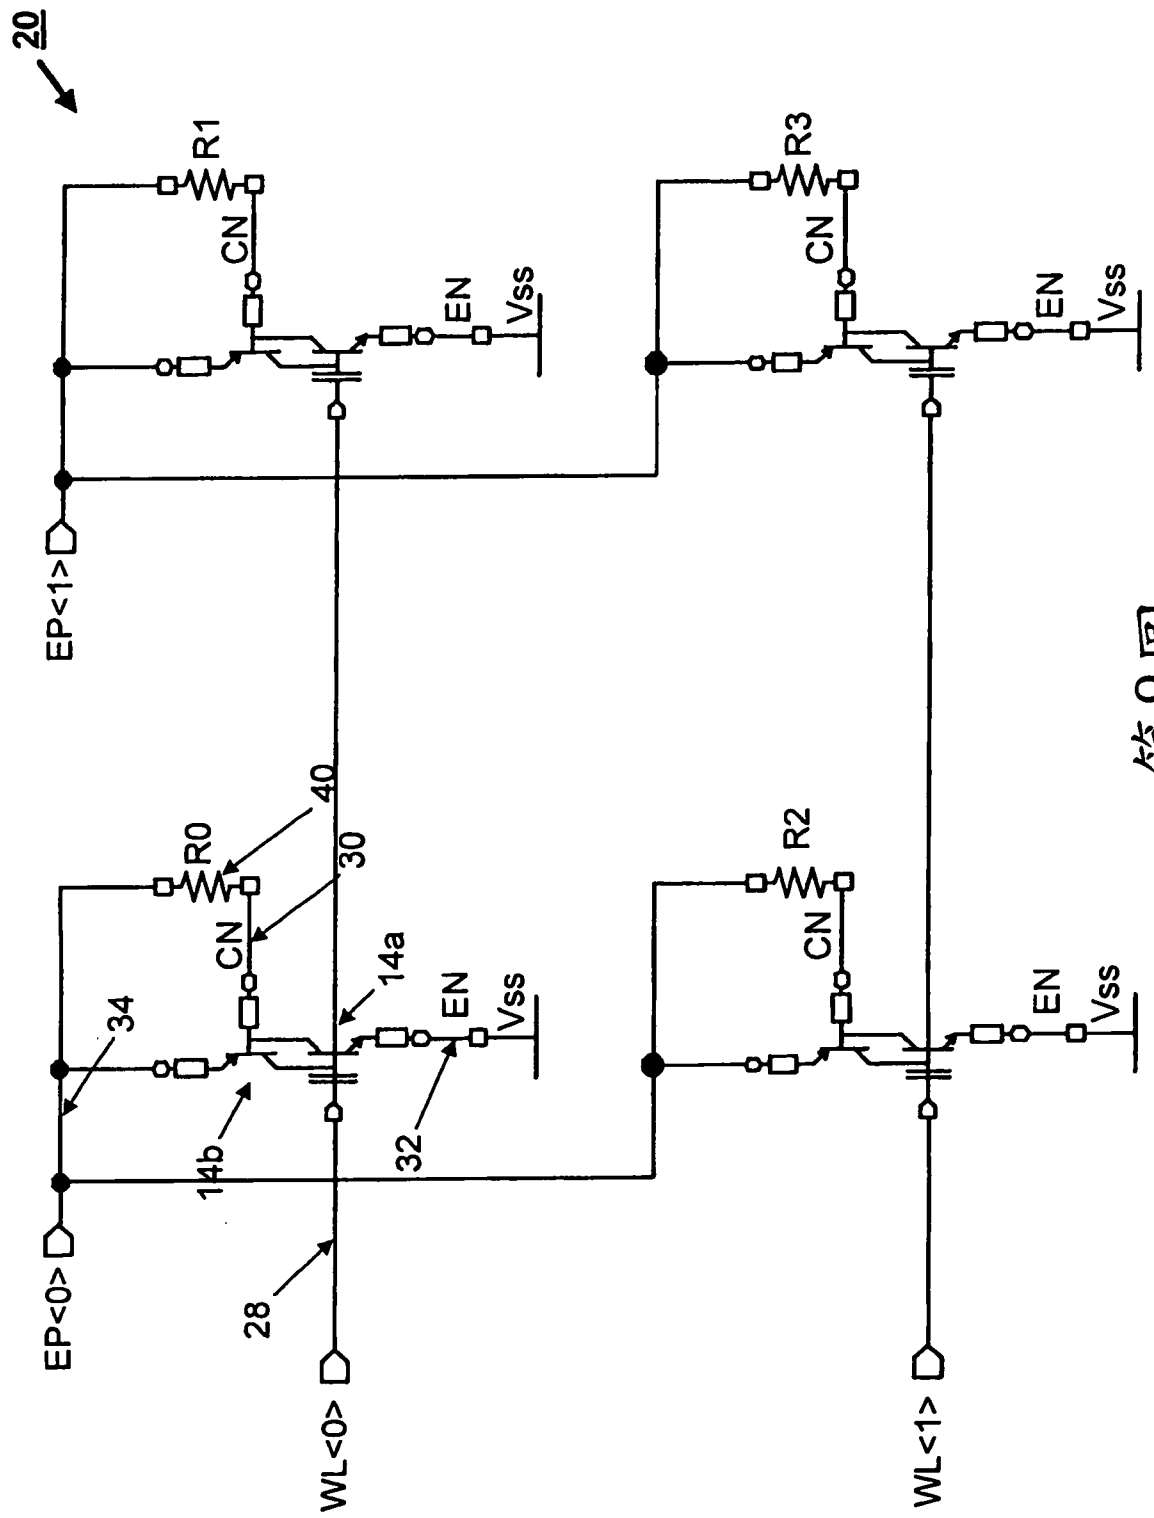 20
EP<1>
R1
CN
EN
Vss
R3
CN
EN
Vss
EP<0>
34
R0
40
CN
30
14b
14a
EN
32
Vss
28
WL<0>
R2
CN
EN
Vss
WL<1>